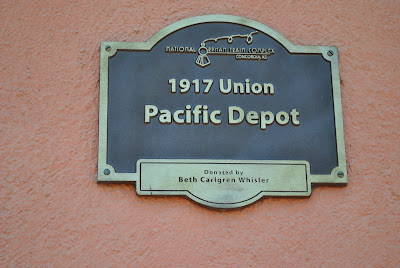 NATIONAL ORPHAN TRAIN COMPLEX
CONCORDIA, KS
1917 Union
Pacific Depot
Donated by
Beth Carlgren Whisler